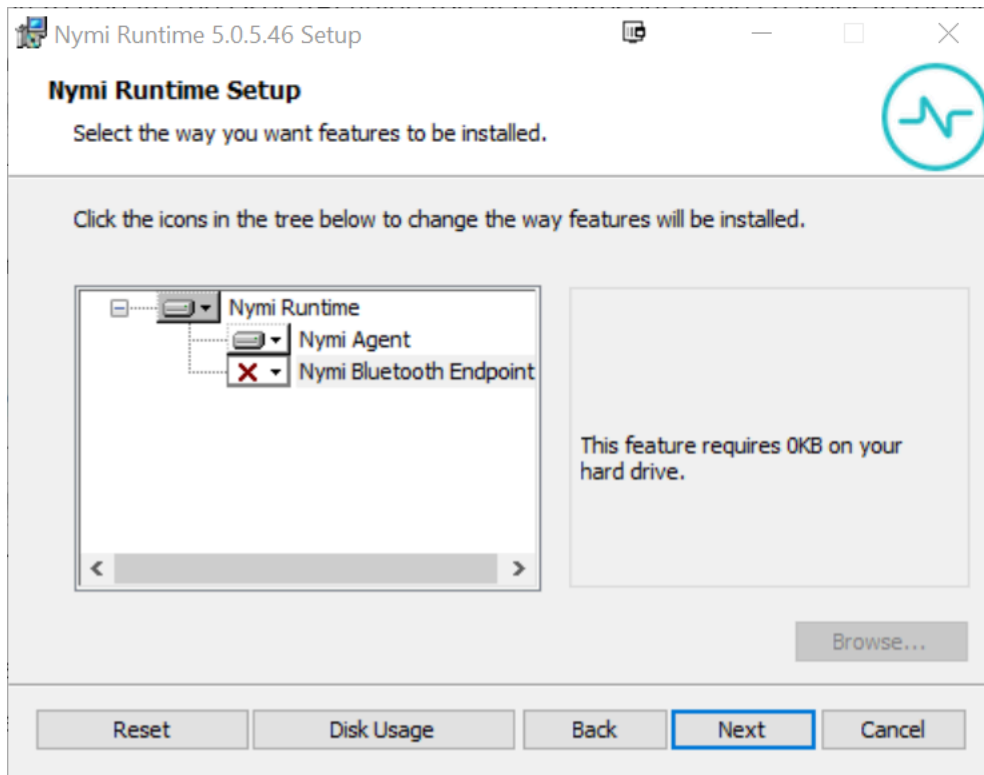 Nymi Runtime 5.0.5.46 Setup
Nymi Runtime Setup
Select the way you want features to be installed.
Click the icons in the tree below to change the way features will be installed.
Nymi Runtime
Nymi Agent
Nymi Bluetooth Endpoint
This feature requires 0KB on your
hard drive.
Browse...
Reset
Disk Usage
Back
Next
Cancel